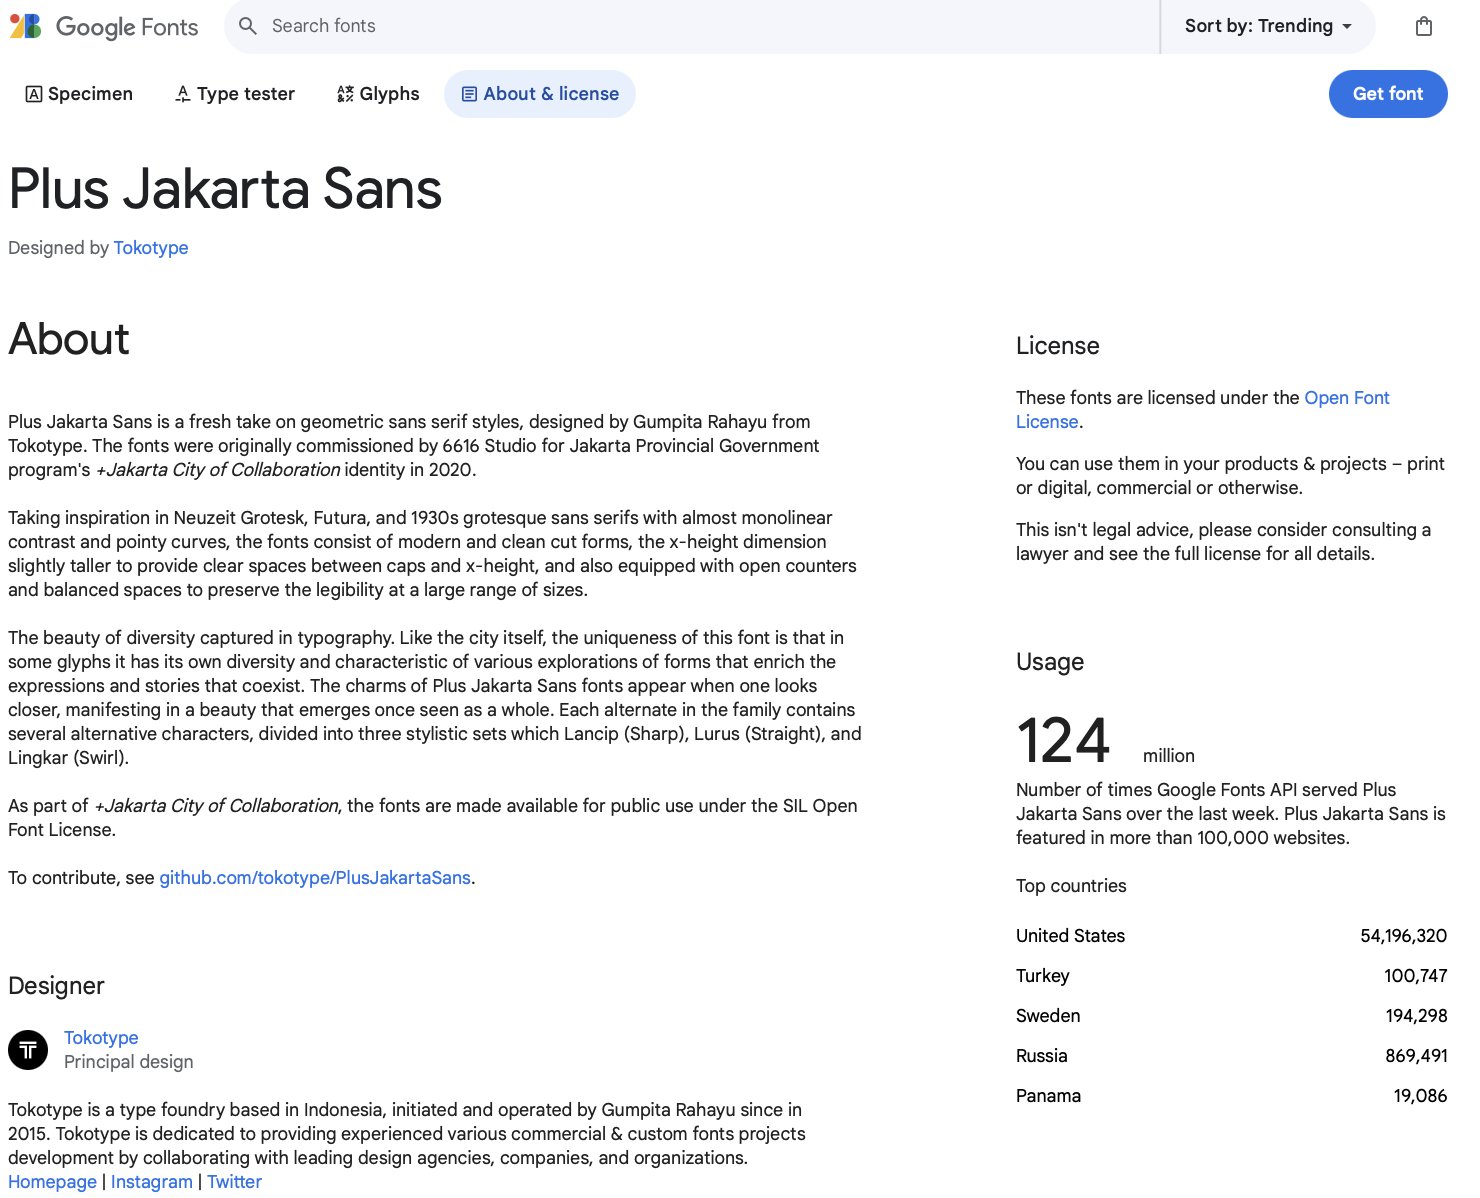 Google Fonts
Search fonts
Sort by: Trending
Specimen
Type tester
Glyphs
About & license
Get font
Plus Jakarta Sans
Designed by Tokotype
About
Plus Jakarta Sans is a fresh take on geometric sans serif styles, designed by Gumpita Rahayu from
Tokotype. The fonts were originally commissioned by 6616 Studio for Jakarta Provincial Government
program's +Jakarta City of Collaboration identity in 2020.
Taking inspiration in Neuzeit Grotesk, Futura, and 1930s grotesque sans serifs with almost monolinear
contrast and pointy curves, the fonts consist of modern and clean cut forms, the x-height dimension
slightly taller to provide clear spaces between caps and x-height, and also equipped with open counters
and balanced spaces to preserve the legibility at a large range of sizes.
The beauty of diversity captured in typography. Like the city itself, the uniqueness of this font is that in
some glyphs it has its own diversity and characteristic of various explorations of forms that enrich the
expressions and stories that coexist. The charms of Plus Jakarta Sans fonts appear when one looks
closer, manifesting in a beauty that emerges once seen as a whole. Each alternate in the family contains
several alternative characters, divided into three stylistic sets which Lancip (Sharp), Lurus (Straight), and
Lingkar (Swirl).
As part of +Jakarta City of Collaboration, the fonts are made available for public use under the SIL Open
Font License.
To contribute, see github.com/tokotype/PlusJakartaSans.
Designer
Tokotype
Principal design
Tokotype is a type foundry based in Indonesia, initiated and operated by Gumpita Rahayu since in
2015. Tokotype is dedicated to providing experienced various commercial & custom fonts projects
development by collaborating with leading design agencies, companies, and organizations.
Homepage | Instagram | Twitter
License
These fonts are licensed under the Open Font
License.
You can use them in your products & projects – print
or digital, commercial or otherwise.
This isn't legal advice, please consider consulting a
lawyer and see the full license for all details.
Usage
124 million
Number of times Google Fonts API served Plus
Jakarta Sans over the last week. Plus Jakarta Sans is
featured in more than 100,000 websites.
Top countries
United States 54,196,320
Turkey 100,747
Sweden 194,298
Russia 869,491
Panama 19,086